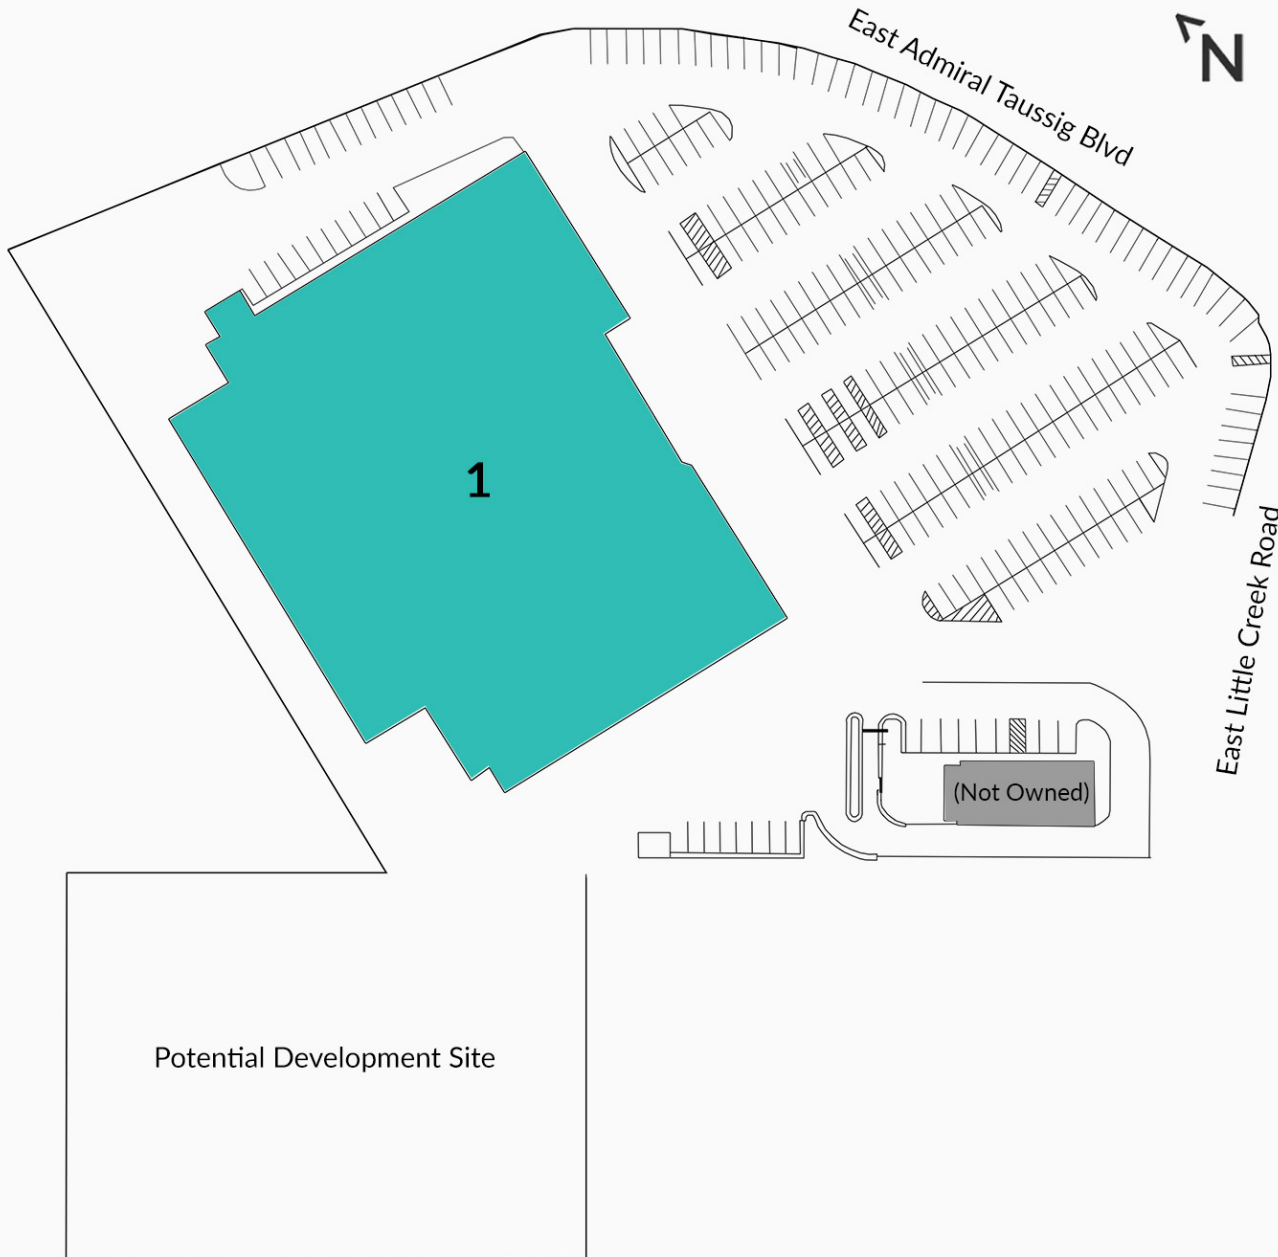 East Admiral Taussig Blvd
N
1
East Little Creek Road
(Not Owned)
Potential Development Site